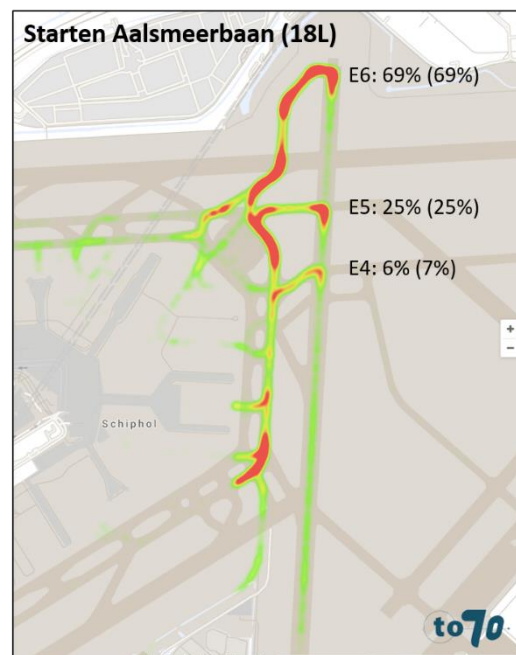 Starten Aalsmeerbaan (18L)
E6: 69% (69%)
E5: 25% (25%)
E4: 6% (7%)
+
−
Schiphol
to70